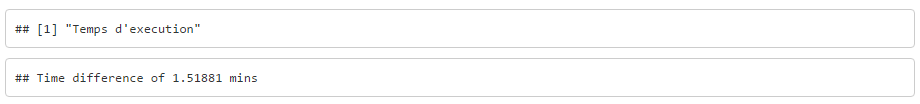 ## [1] "Temps d'execution"
## Time difference of 1.51881 mins